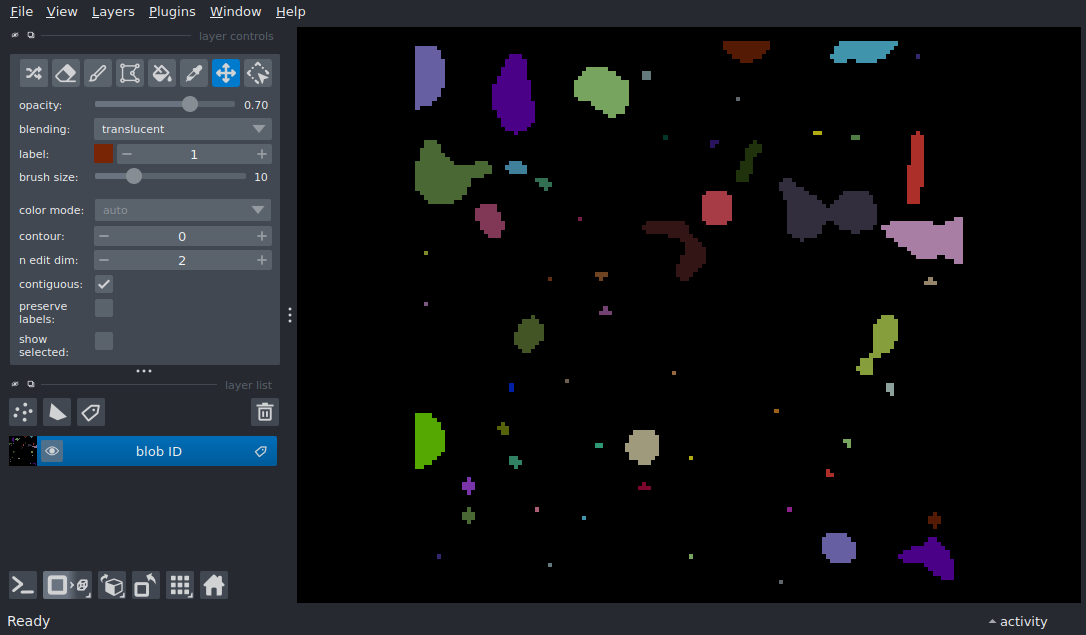 File View Layers Plugins Window Help
layer controls
opacity: 0.70
blending: translucent
label: 1
brush size: 10
color mode: auto
contour: 0
n edit dim: 2
contiguous:
preserve
labels:
show
selected:
layer list
blob ID
Ready
activity